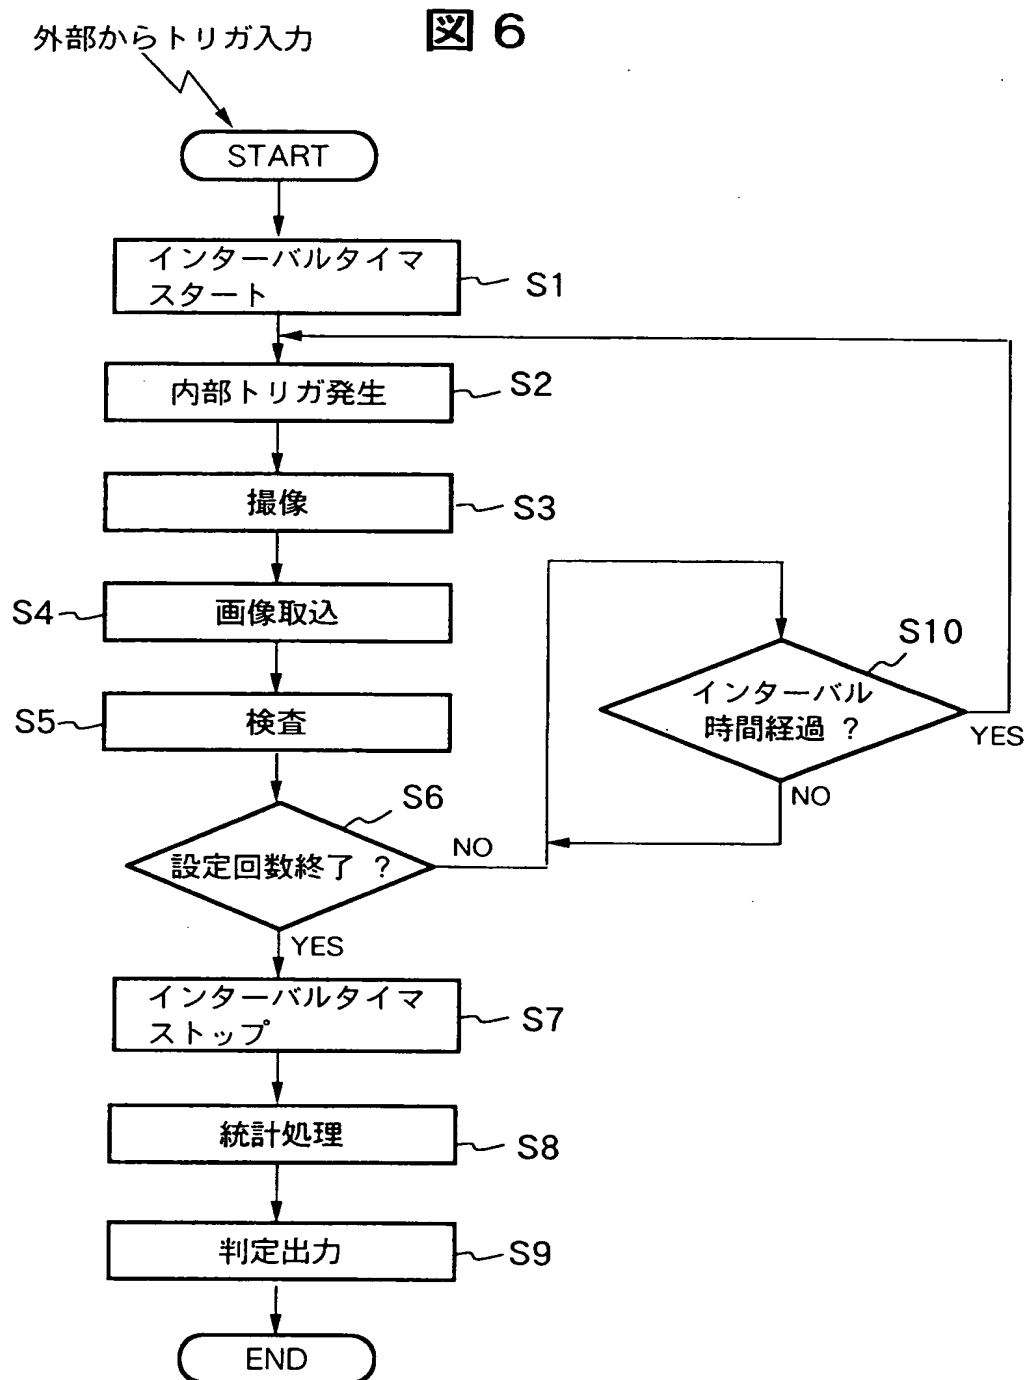 図 6
外部からトリガ入力
START
インターバルタイマ
スタート
S1
内部トリガ発生
S2
撮像
S3
S4
画像取込
S5
検査
S10
インターバル
時間経過 ?
YES
NO
S6
設定回数終了 ?
NO
YES
インターバルタイマ
ストップ
S7
統計処理
S8
判定出力
S9
END